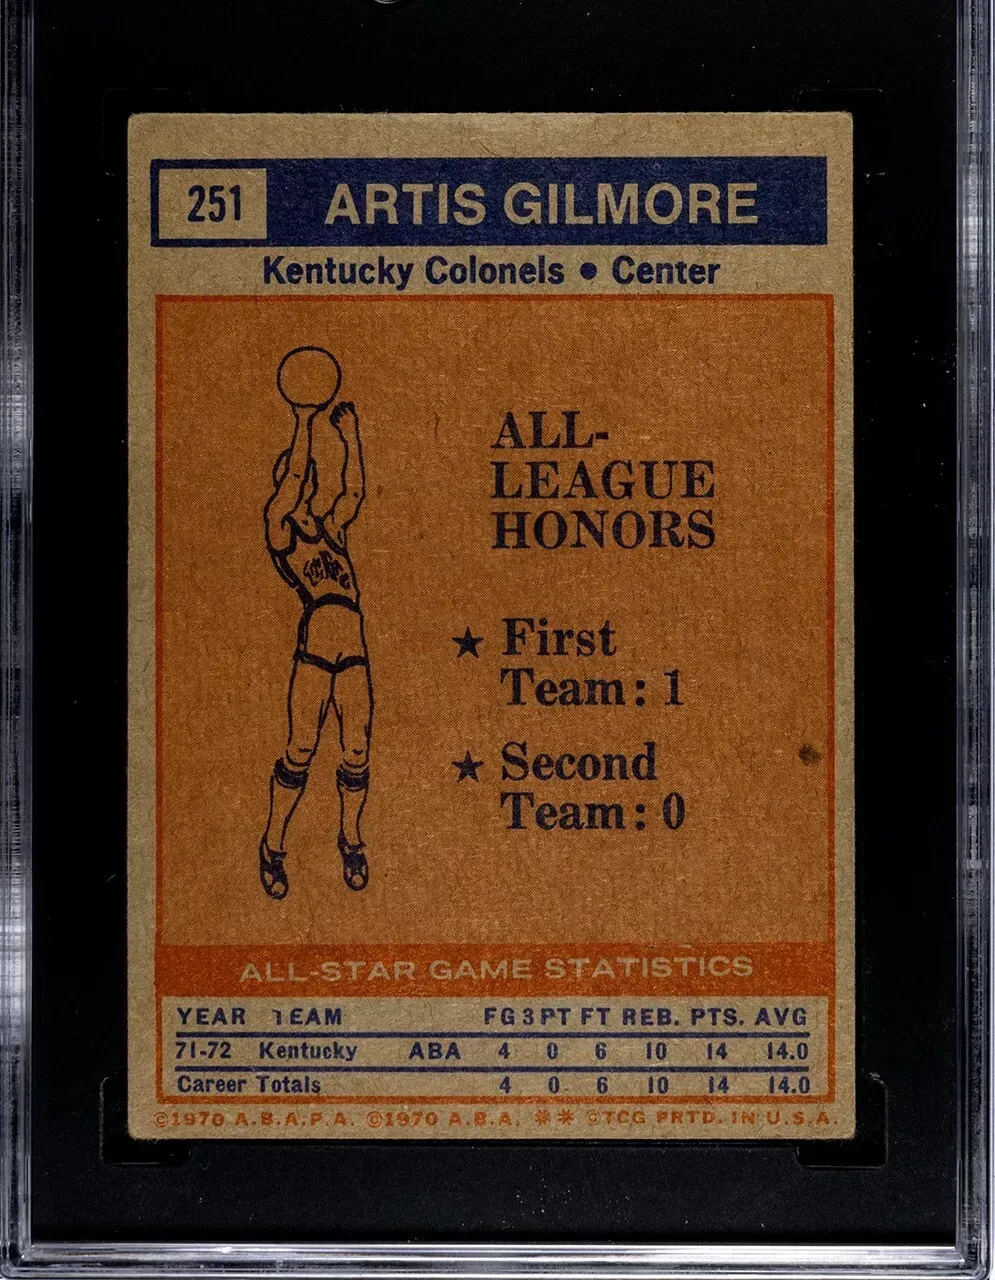 251
ARTIS GILMORE
Kentucky Colonels • Center
ALL-
LEAGUE
HONORS
★ First
Team: 1
★ Second
Team: 0
ALL-STAR GAME STATISTICS
YEAR TEAM FG 3PT FT REB. PTS. AVG
71-72 Kentucky ABA 4 0 6 10 14 14.0
Career Totals 4 0 6 10 14 14.0
©1970 A.B.A.P.A. ©1970 A.B.A. ** ©TCG PRTD. IN U.S.A.